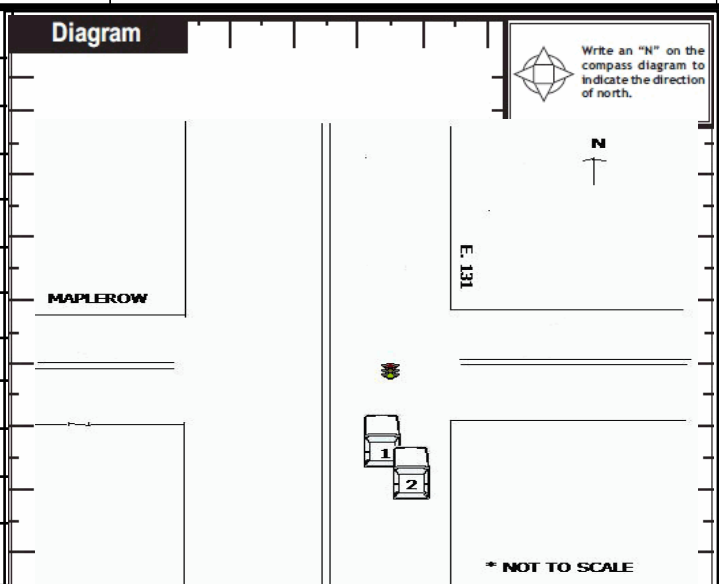 Diagram
Write an "N" on the
compass diagram to
indicate the direction
of north.
N
E. 131
MAPLEROW
1
2
* NOT TO SCALE